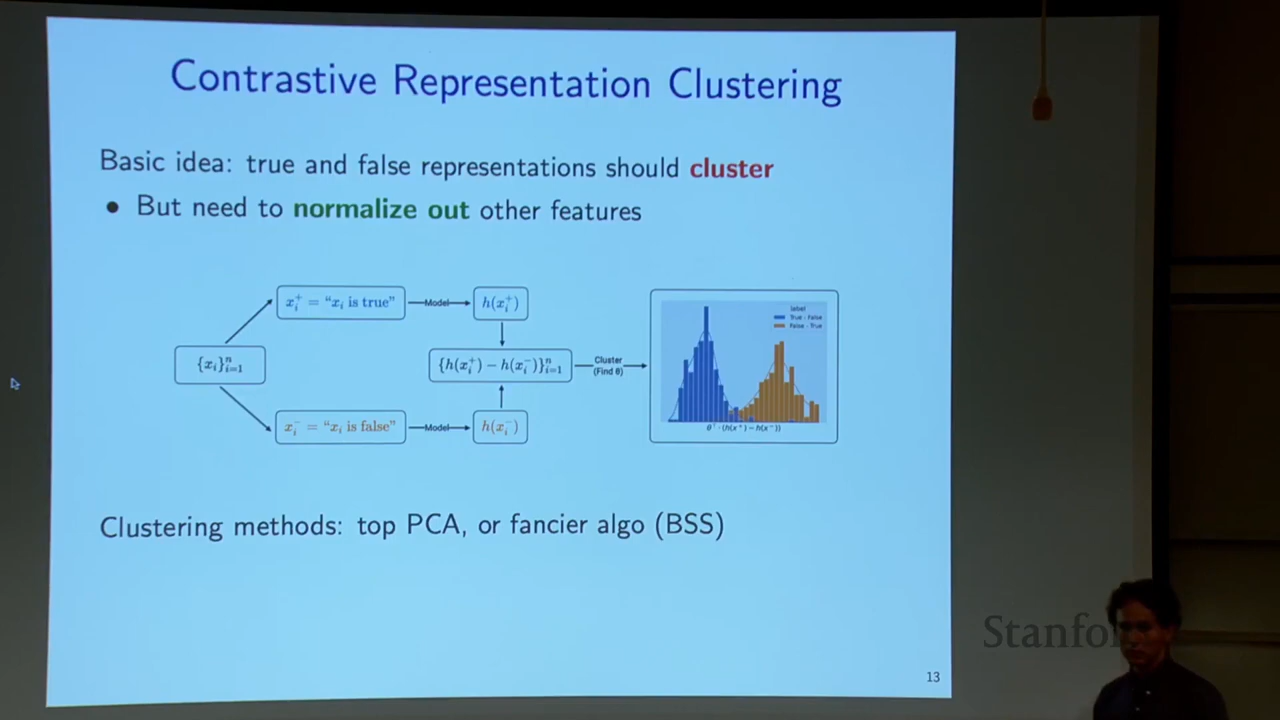 Contrastive Representation Clustering
Basic idea: true and false representations should cluster
• But need to normalize out other features
x_i^+ = "x_i is true"
Model
h(x_i^+)
{x_i}_{i=1}^n
{h(x_i^+) − h(x_i^-)}_{i=1}^n
Cluster
(Find θ)
label
True - False
False - True
θ^⊤·(h(x^+)−h(x^-))
x_i^- = "x_i is false"
Model
h(x_i^-)
Clustering methods: top PCA, or fancier algo (BSS)
13
Stanfo